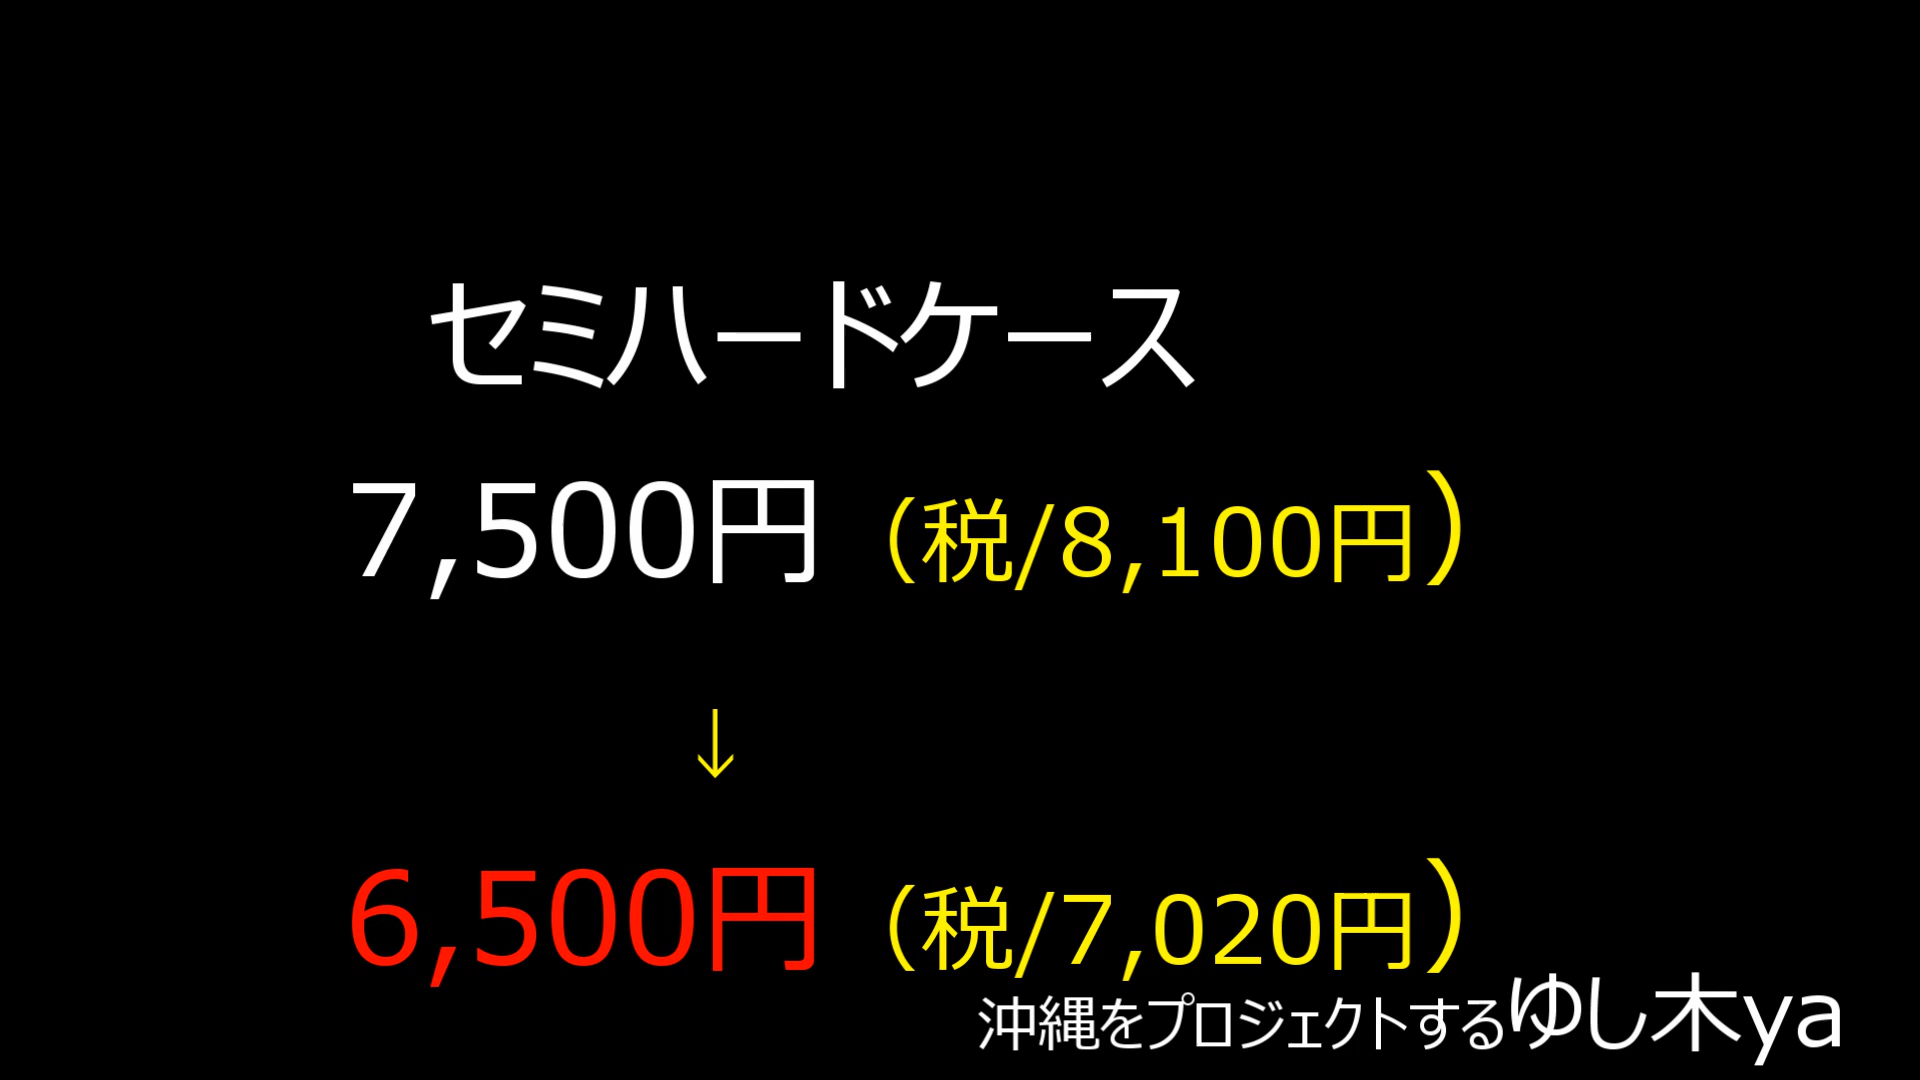 セミハードケース
7,500円（税/8,100円）
↓
6,500円（税/7,020円）
沖縄をプロジェクトするゆし木ya